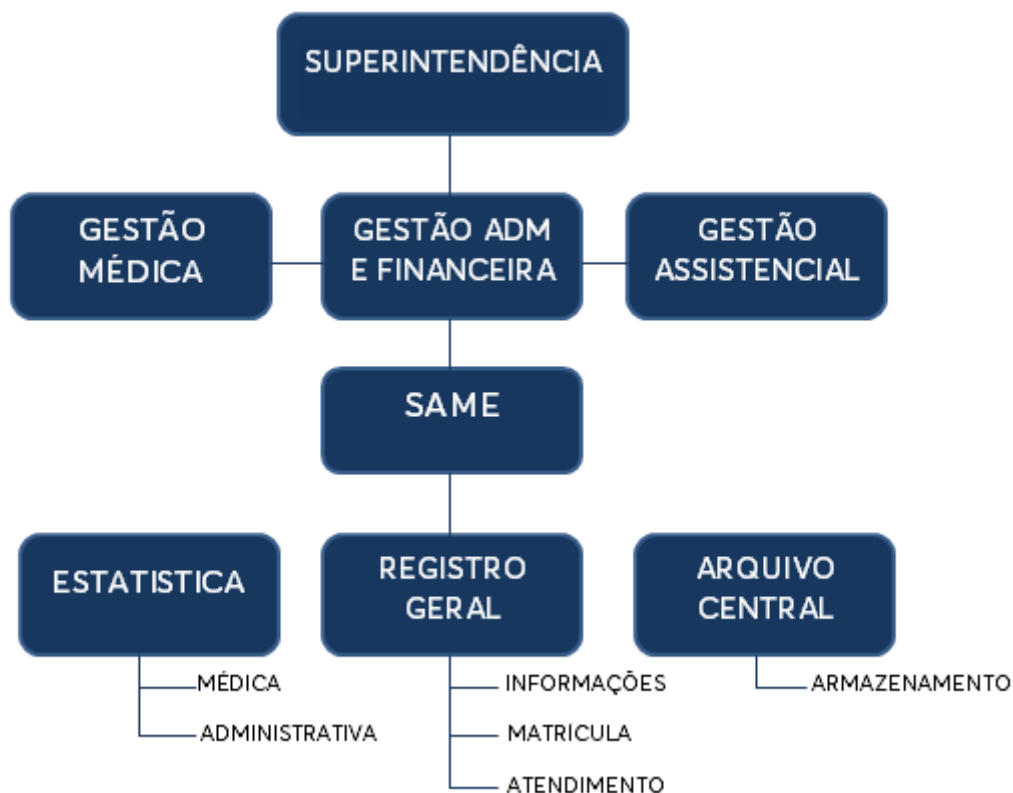 SUPERINTENDÊNCIA
GESTÃO
MÉDICA
GESTÃO ADM
E FINANCEIRA
GESTÃO
ASSISTENCIAL
SAME
ESTATISTICA
MÉDICA
ADMINISTRATIVA
REGISTRO
GERAL
INFORMAÇÕES
MATRÍCULA
ATENDIMENTO
ARQUIVO
CENTRAL
ARMAZENAMENTO